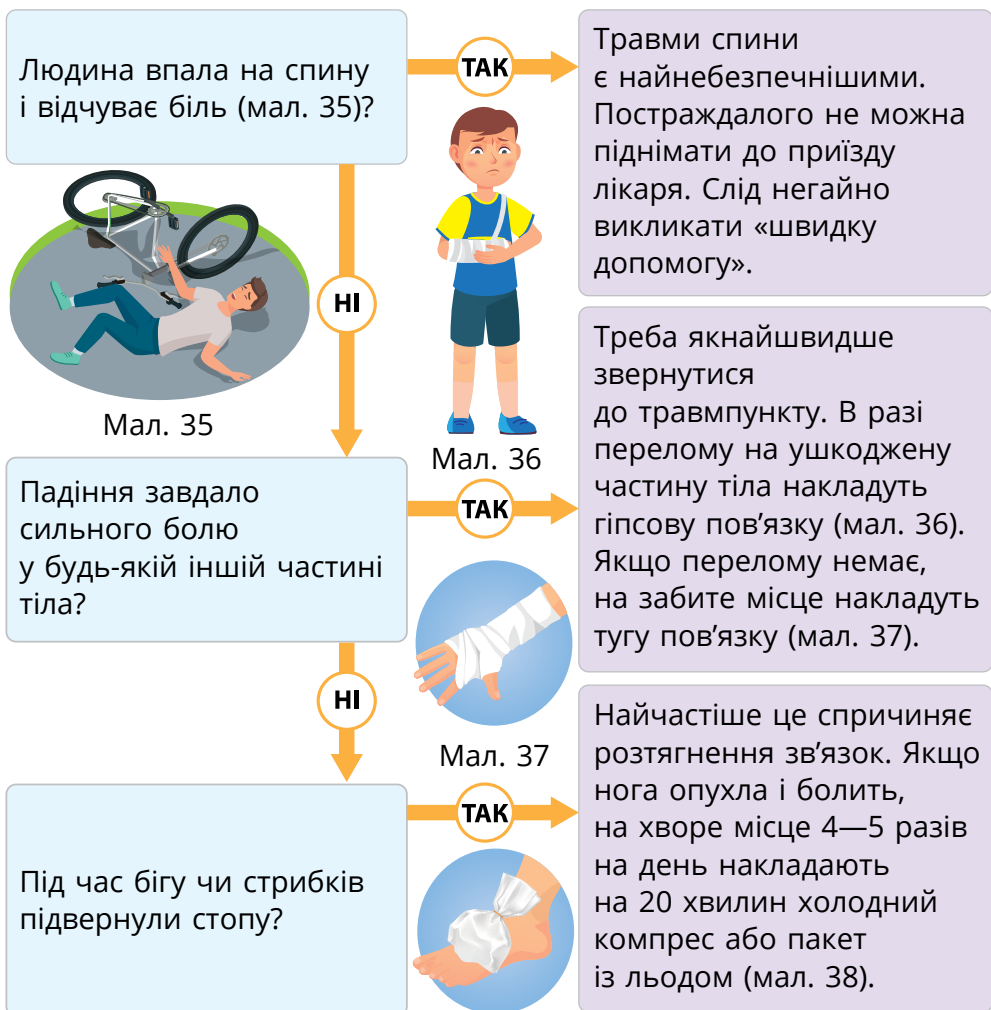 Людина впала на спину
і відчуває біль (мал. 35)?
ТАК
Травми спини
є найнебезпечнішими.
Постраждалого не можна
піднімати до приїзду
лікаря. Слід негайно
викликати «швидку
допомогу».
НІ
Мал. 35
Мал. 36
Падіння завдало
сильного болю
у будь-якій іншій частині
тіла?
ТАК
Треба якнайшвидше
звернутися
до травмпункту. В разі
перелому на ушкоджену
частину тіла накладуть
гіпсову пов’язку (мал. 36).
Якщо перелому немає,
на забите місце накладуть
тугу пов’язку (мал. 37).
НІ
Мал. 37
Під час бігу чи стрибків
підвернули стопу?
ТАК
Найчастіше це спричиняє
розтягнення зв’язок. Якщо
нога опухла і болить,
на хворе місце 4—5 разів
на день накладають
на 20 хвилин холодний
компрес або пакет
із льодом (мал. 38).